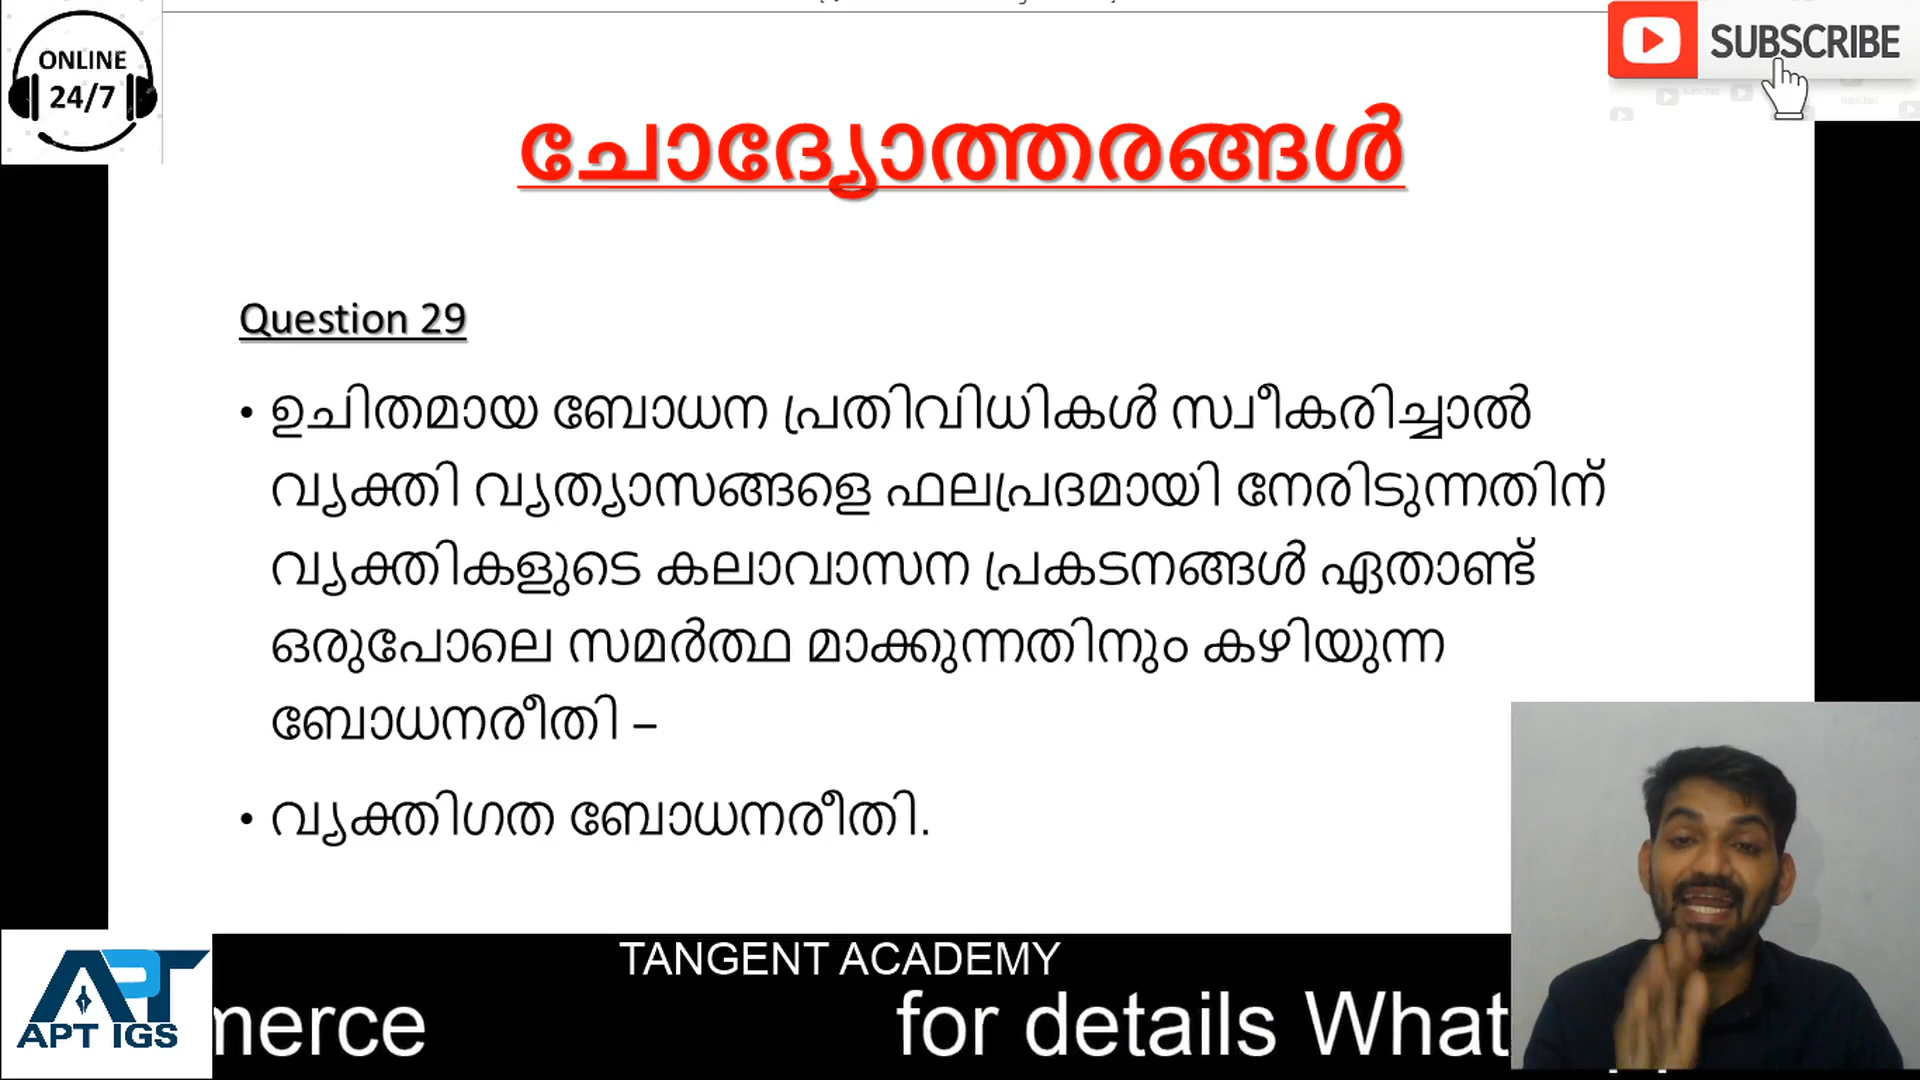 ONLINE
24/7
SUBSCRIBE
ചോദ്യോത്തരങ്ങൾ
Question 29
• ഉചിതമായ ബോധന പ്രതിവിധികൾ സ്വീകരിച്ചാൽ
വ്യക്തി വ്യത്യാസങ്ങളെ ഫലപ്രദമായി നേരിടുന്നതിന്
വ്യക്തികളുടെ കലാവാസന പ്രകടനങ്ങൾ ഏതാണ്ട്
ഒരുപോലെ സമർത്ഥ മാക്കുന്നതിനും കഴിയുന്ന
ബോധനരീതി –
• വ്യക്തിഗത ബോധനരീതി.
TANGENT ACADEMY
merce for details What
APT IGS